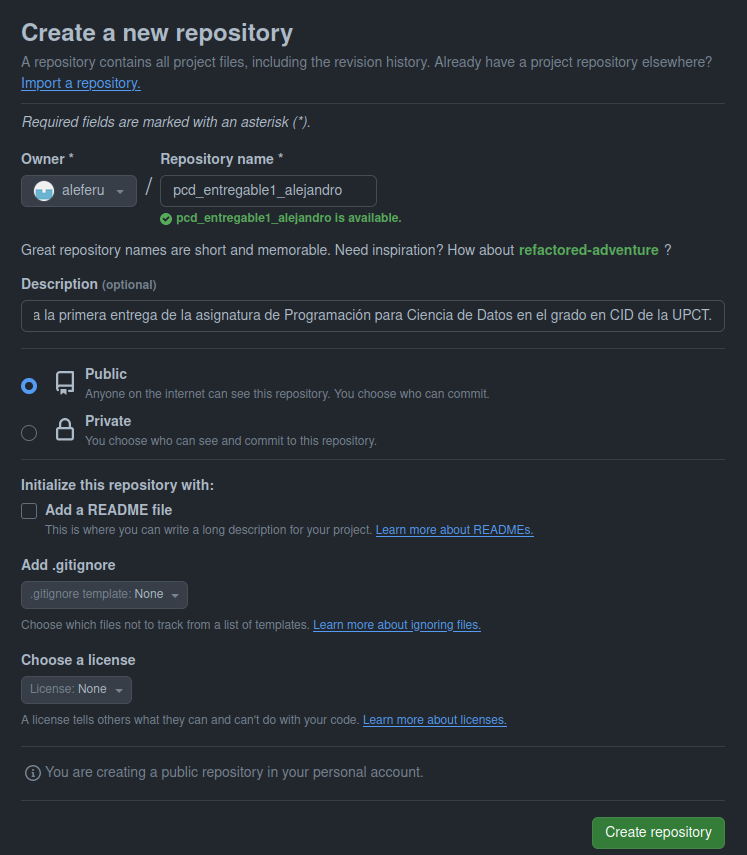 Create a new repository
A repository contains all project files, including the revision history. Already have a project repository elsewhere?
Import a repository.
Required fields are marked with an asterisk (*).
Owner * Repository name *
aleferu / pcd_entregable1_alejandro
pcd_entregable1_alejandro is available.
Great repository names are short and memorable. Need inspiration? How about refactored-adventure ?
Description (optional)
a la primera entrega de la asignatura de Programación para Ciencia de Datos en el grado en CID de la UPCT.
Public
Anyone on the internet can see this repository. You choose who can commit.
Private
You choose who can see and commit to this repository.
Initialize this repository with:
Add a README file
This is where you can write a long description for your project. Learn more about READMEs.
Add .gitignore
.gitignore template: None
Choose which files not to track from a list of templates. Learn more about ignoring files.
Choose a license
License: None
A license tells others what they can and can't do with your code. Learn more about licenses.
You are creating a public repository in your personal account.
Create repository